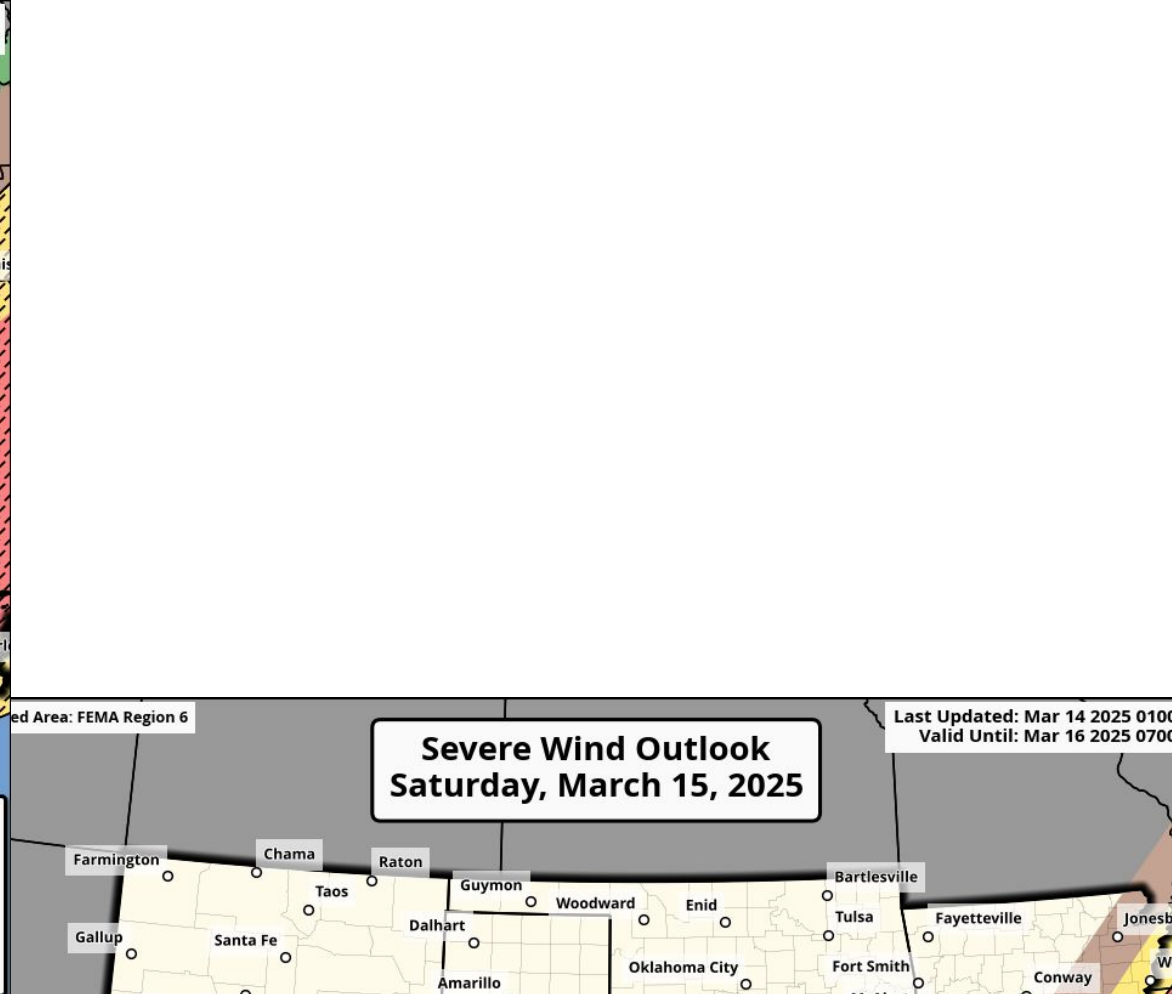 ed Area: FEMA Region 6
Severe Wind Outlook
Saturday, March 15, 2025
Last Updated: Mar 14 2025 0100
Valid Until: Mar 16 2025 0700
Farmington
Chama
Raton
Taos
Guymon
Woodward
Enid
Bartlesville
Dalhart
Tulsa
Fayetteville
Jonesb
Gallup
Santa Fe
Oklahoma City
Fort Smith
Conway
Amarillo